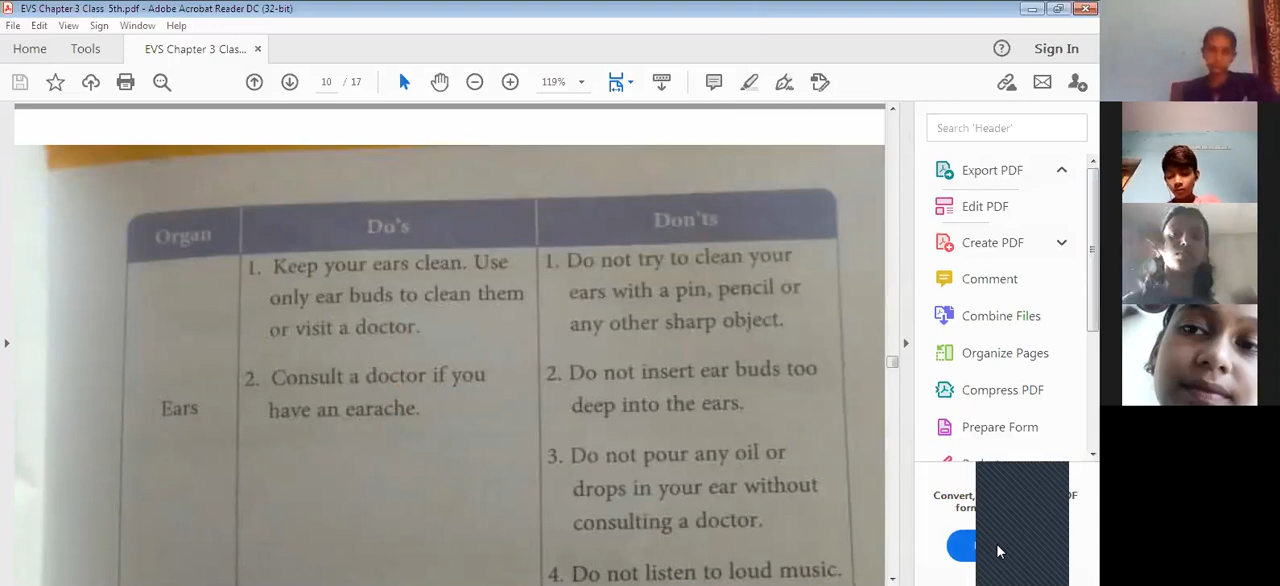 EVS Chapter 3 Class 5th.pdf - Adobe Acrobat Reader DC (32-bit)
File Edit View Sign Window Help
Home Tools EVS Chapter 3 Clas... × Sign In
10 / 17 119%
Search 'Header'
Export PDF
Edit PDF
Create PDF
Comment
Combine Files
Organize Pages
Compress PDF
Prepare Form
Convert,
DF
form
Organ Do's Don'ts
Ears
1. Keep your ears clean. Use
only ear buds to clean them
or visit a doctor.
2. Consult a doctor if you
have an earache.
1. Do not try to clean your
ears with a pin, pencil or
any other sharp object.
2. Do not insert ear buds too
deep into the ears.
3. Do not pour any oil or
drops in your ear without
consulting a doctor.
4. Do not listen to loud music.